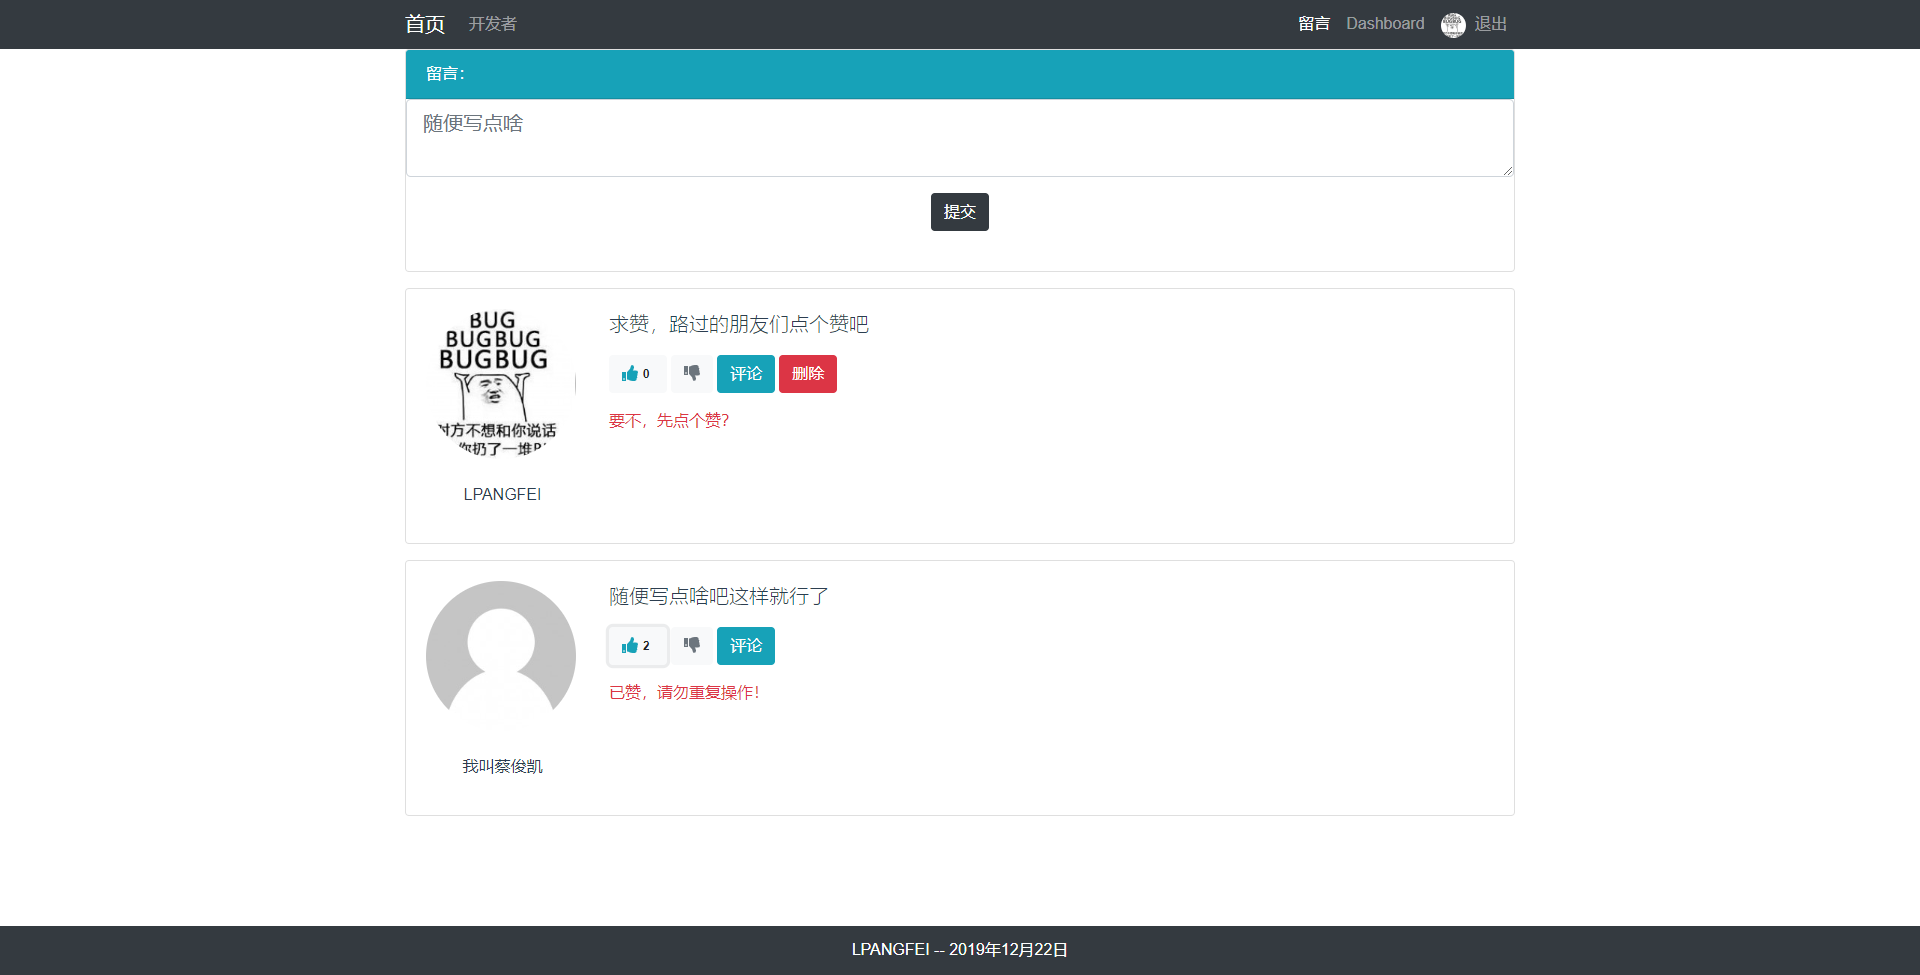 首页 开发者 留言 Dashboard 退出
留言：
随便写点啥
提交
BUG
BUGBUG
BUGBUG
对方不想和你说话
你扔了一堆B
LPANGFEI
求赞，路过的朋友们点个赞吧
0 评论 删除
要不，先点个赞？
随便写点啥吧这样就行了
2 评论
已赞，请勿重复操作！
我叫蔡俊凯
LPANGFEI -- 2019年12月22日